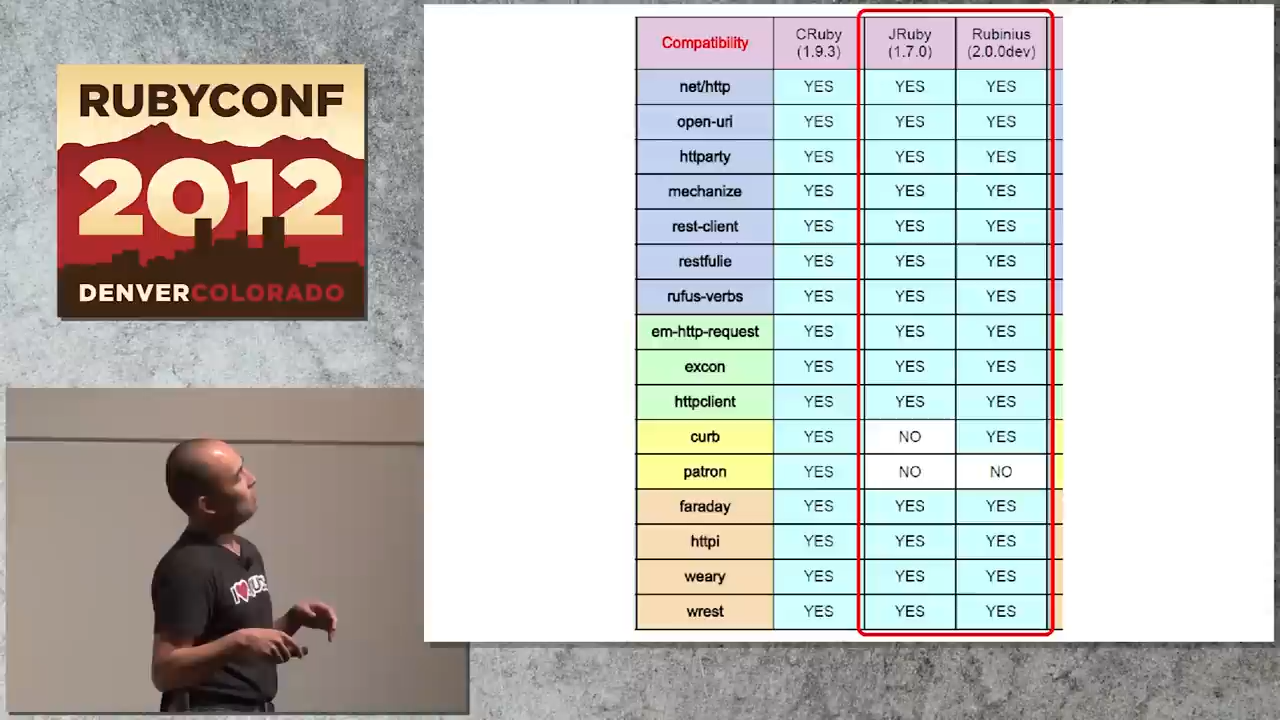 RUBYCONF
2012
DENVERCOLORADO
Compatibility CRuby (1.9.3) JRuby (1.7.0) Rubinius (2.0.0dev)
net/http YES YES YES
open-uri YES YES YES
httparty YES YES YES
mechanize YES YES YES
rest-client YES YES YES
restfulie YES YES YES
rufus-verbs YES YES YES
em-http-request YES YES YES
excon YES YES YES
httpclient YES YES YES
curb YES NO YES
patron YES NO NO
faraday YES YES YES
httpi YES YES YES
weary YES YES YES
wrest YES YES YES